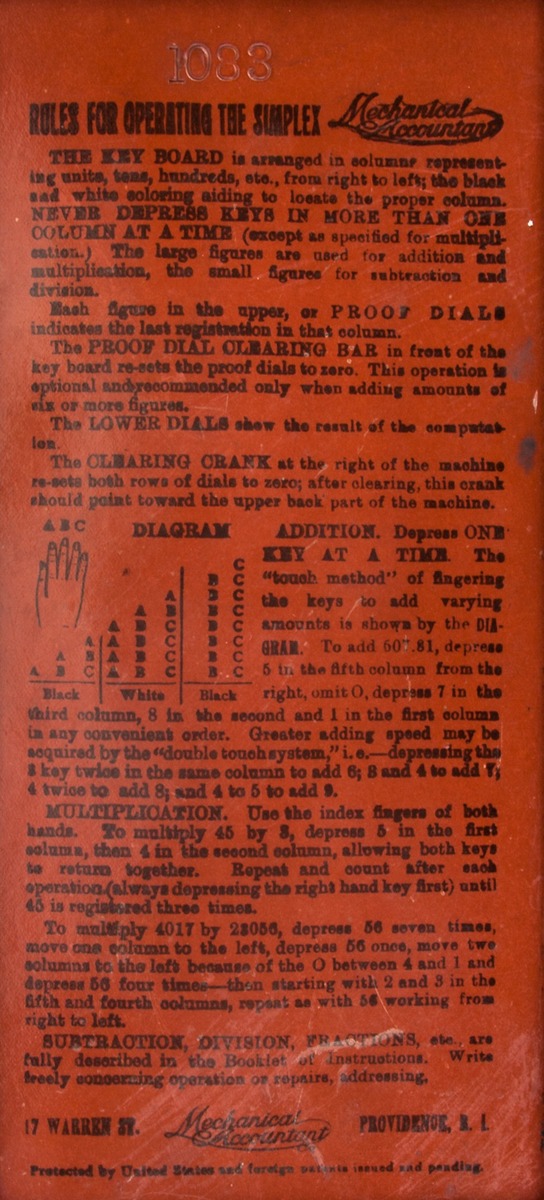 1083
RULES FOR OPERATING THE SIMPLEX Mechanical Accountant
THE KEY BOARD is arranged in columns represent-
ing units, tens, hundreds, etc., from right to left; the black
and white coloring aiding to locate the proper column.
NEVER DEPRESS KEYS IN MORE THAN ONE
COLUMN AT A TIME (except as specified for multipli-
cation.) The large figures are used for addition and
multiplication, the small figures for subtraction and
division.
Each figure in the upper, or PROOF DIALS
indicates the last registration in that column.
The PROOF DIAL CLEARING BAR in front of the
key board re-sets the proof dials to zero. This operation is
optional and recommended only when adding amounts of
six or more figures.
The LOWER DIALS show the result of the computat-
ion.
The CLEARING CRANK at the right of the machine
re-sets both rows of dials to zero; after clearing, this crank
should point toward the upper back part of the machine.
A B C
DIAGRAM
C
B C
A B C
A B B C
A B C B C
A A B C B C
A B A B C B C
A B C A B C B C
Black White Black
ADDITION. Depress ONE
KEY AT A TIME. The
"touch method" of fingering
the keys to add varying
amounts is shown by the DIA-
GRAM. To add 507.81, depress
5 in the fifth column from the
right, omit O, depress 7 in the
third column, 8 in the second and 1 in the first column
in any convenient order. Greater adding speed may be
acquired by the "double touch system," i. e.—depressing the
3 key twice in the same column to add 6; 3 and 4 to add 7;
4 twice to add 8; and 4 to 5 to add 9.
MULTIPLICATION. Use the index fingers of both
hands. To multiply 45 by 3, depress 5 in the first
column, then 4 in the second column, allowing both keys
to return together. Repeat and count after each
operation (always depressing the right hand key first) until
45 is registered three times.
To multiply 4017 by 23056, depress 56 seven times,
move one column to the left, depress 56 once, move two
columns to the left because of the O between 4 and 1 and
depress 56 four times—then starting with 2 and 3 in the
fifth and fourth columns, repeat as with 56 working from
right to left.
SUBTRACTION, DIVISION, FRACTIONS, etc., are
fully described in the Booklet of Instructions. Write
freely concerning operation or repairs, addressing,
17 WARREN ST. Mechanical Accountant PROVIDENCE, R. I.
Protected by United States and foreign patents issued and pending.